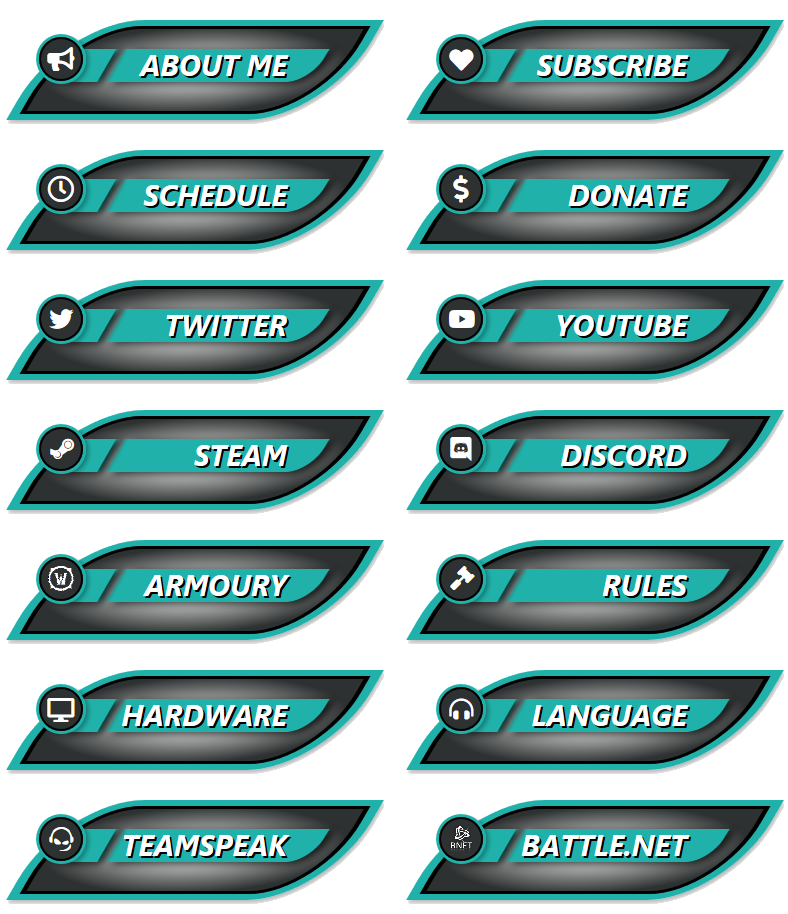 ABOUT ME
SUBSCRIBE
SCHEDULE
DONATE
TWITTER
YOUTUBE
STEAM
DISCORD
W
ARMOURY
RULES
HARDWARE
LANGUAGE
TEAMSPEAK
BATTLE.NET